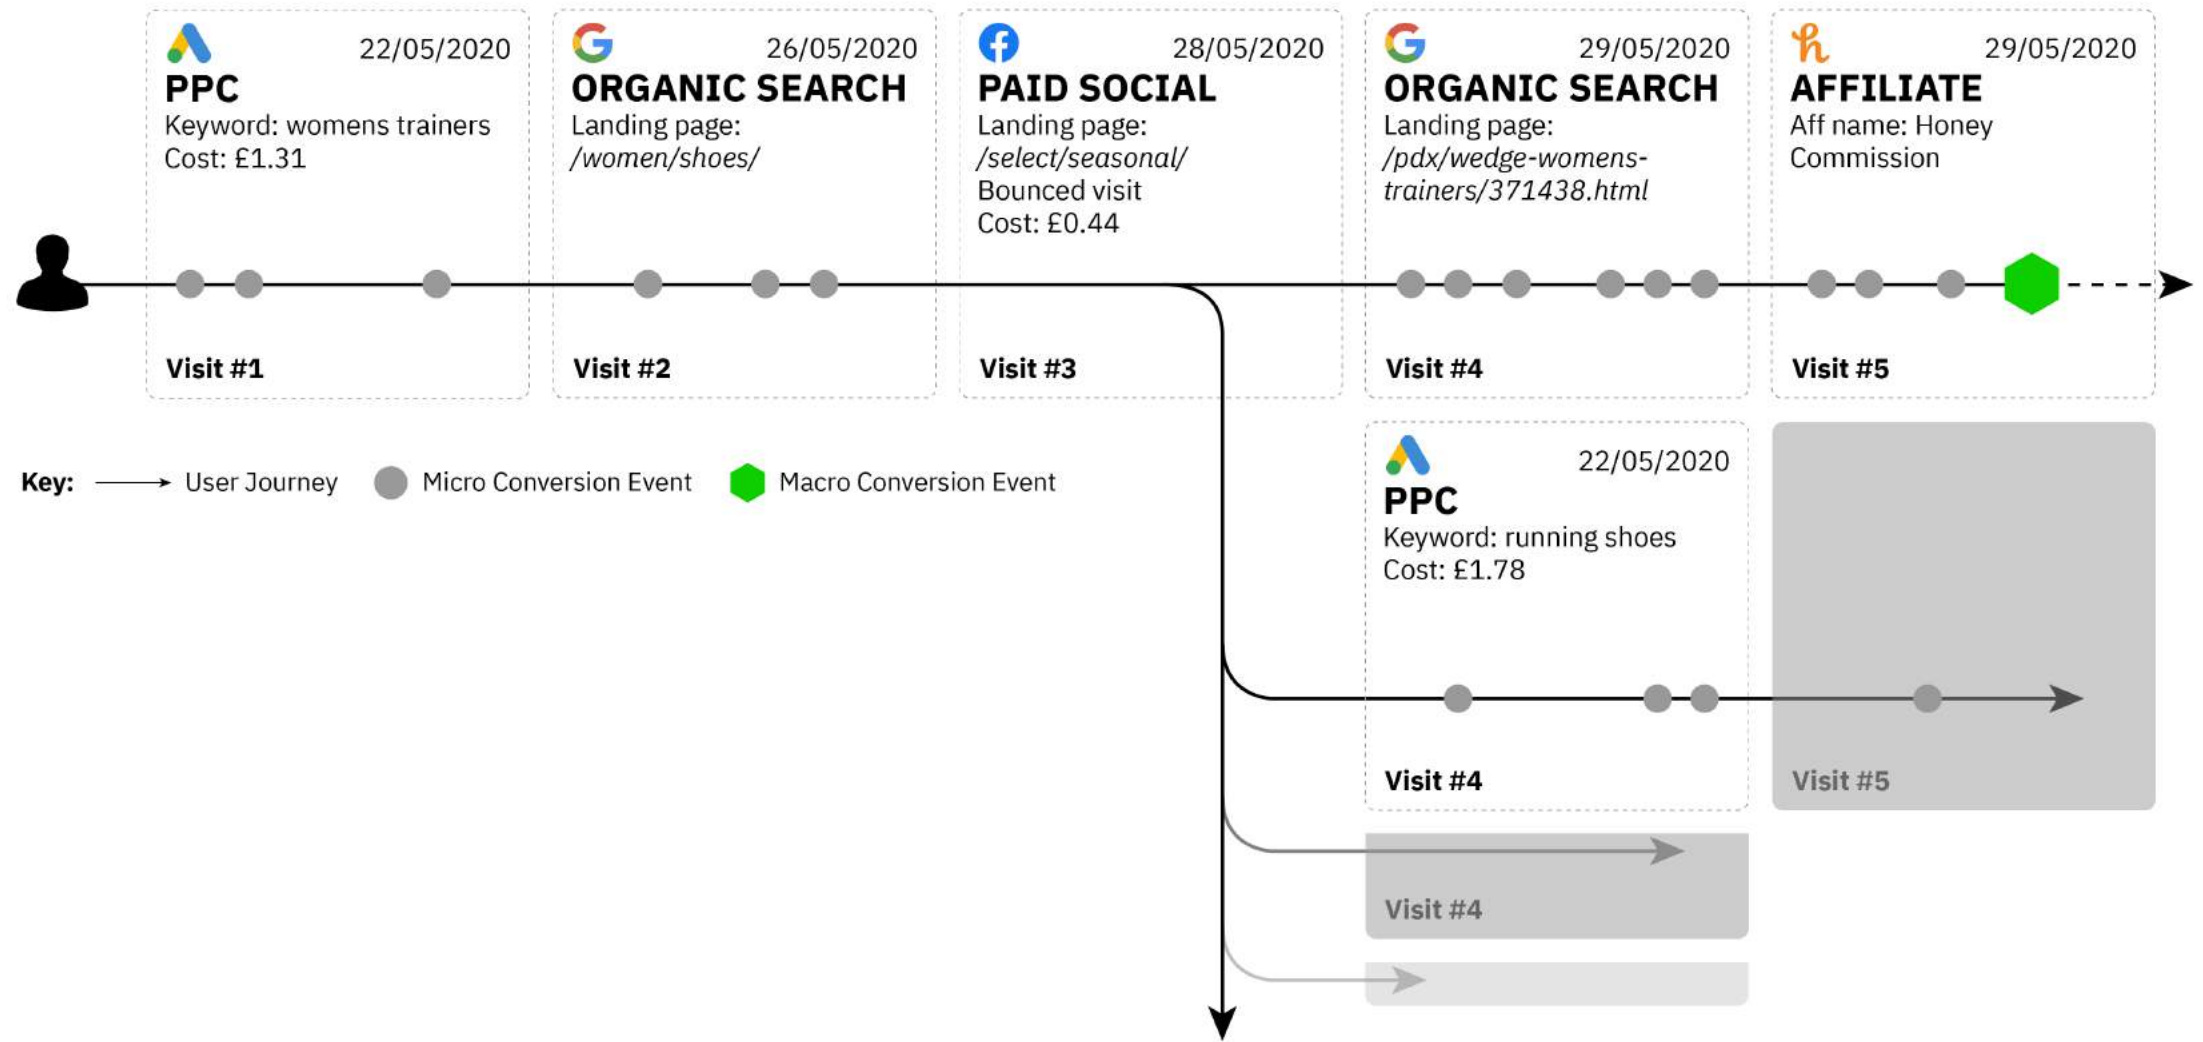 22/05/2020
PPC
Keyword: womens trainers
Cost: £1.31
Visit #1
26/05/2020
ORGANIC SEARCH
Landing page:
/women/shoes/
Visit #2
28/05/2020
PAID SOCIAL
Landing page:
/select/seasonal/
Bounced visit
Cost: £0.44
Visit #3
29/05/2020
ORGANIC SEARCH
Landing page:
/pdx/wedge-womens-
trainers/371438.html
Visit #4
29/05/2020
AFFILIATE
Aff name: Honey
Commission
Visit #5
Key: User Journey Micro Conversion Event Macro Conversion Event
22/05/2020
PPC
Keyword: running shoes
Cost: £1.78
Visit #4
Visit #5
Visit #4